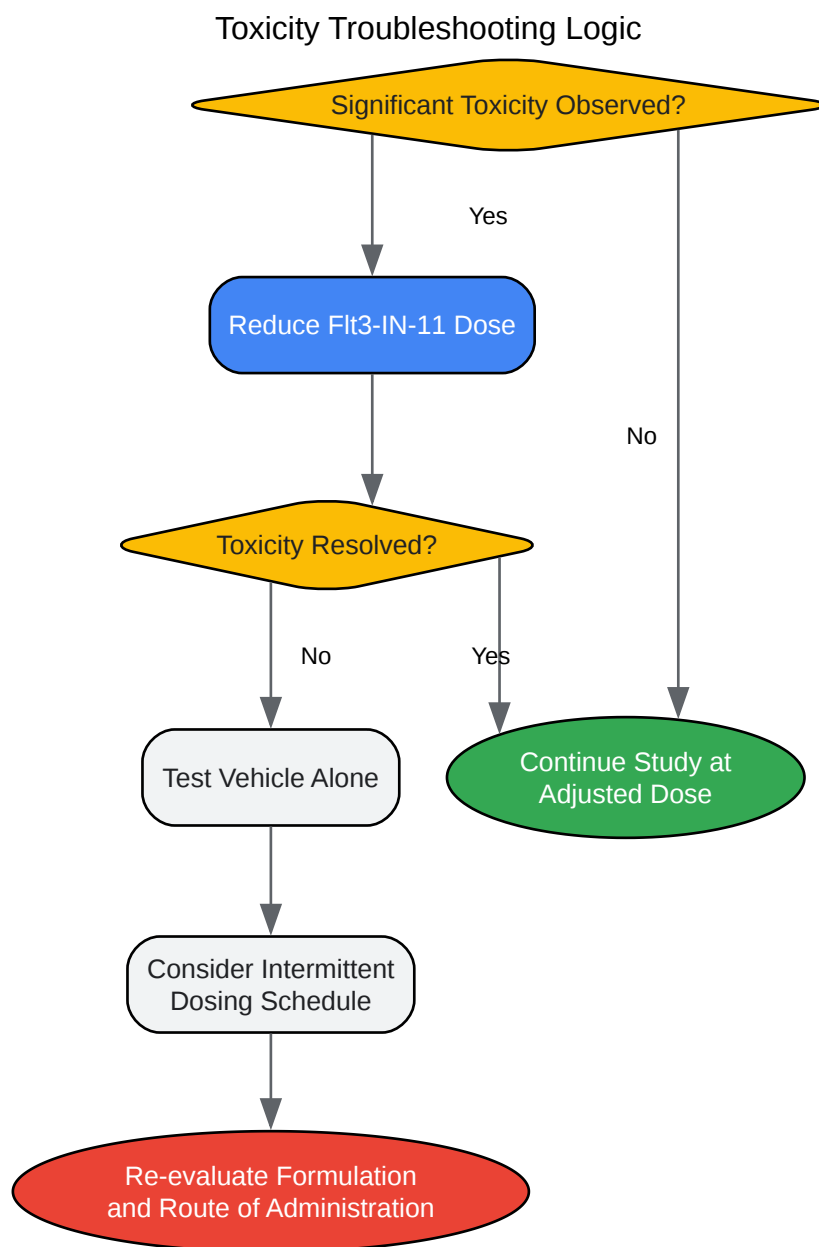 Toxicity Troubleshooting Logic
Significant Toxicity Observed?
Yes
Reduce Flt3-IN-11 Dose
No
Toxicity Resolved?
No
Yes
Test Vehicle Alone
Continue Study at
Adjusted Dose
Consider Intermittent
Dosing Schedule
Re-evaluate Formulation
and Route of Administration